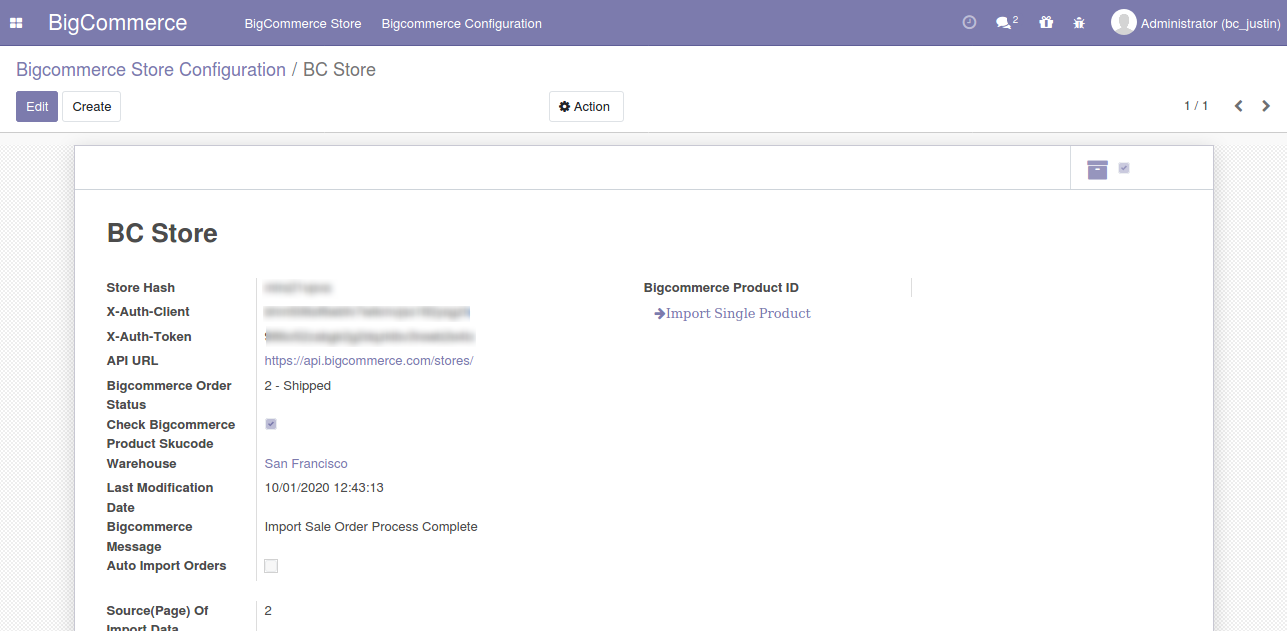 BigCommerce BigCommerce Store Bigcommerce Configuration 2 Administrator (bc_justin)
Bigcommerce Store Configuration / BC Store
Edit Create Action 1 / 1
BC Store
Store Hash Bigcommerce Product ID
X-Auth-Client Import Single Product
X-Auth-Token
API URL https://api.bigcommerce.com/stores/
Bigcommerce Order 2 - Shipped
Status
Check Bigcommerce
Product Skucode
Warehouse San Francisco
Last Modification 10/01/2020 12:43:13
Date
Bigcommerce Import Sale Order Process Complete
Message
Auto Import Orders
Source(Page) Of 2
Import Data